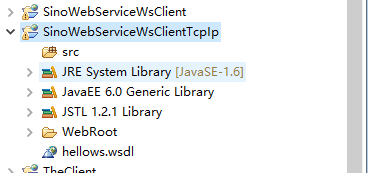 SinoWebServiceWsClient
SinoWebServiceWsClientTcpIp
src
JRE System Library [JavaSE-1.6]
JavaEE 6.0 Generic Library
JSTL 1.2.1 Library
WebRoot
hellows.wsdl
TheClient